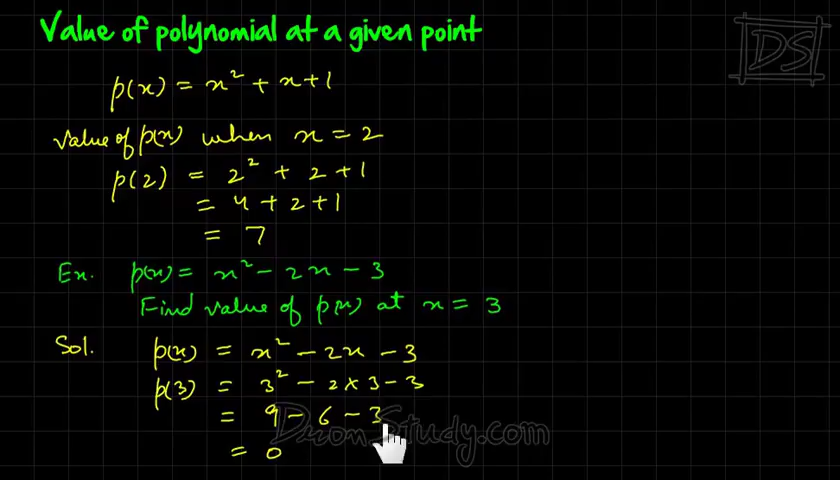 Value of polynomial at a given point
DS
p(x) = x² + x + 1
Value of p(x) when x = 2
p(2) = 2² + 2 + 1
= 4 + 2 + 1
= 7
Ex. p(x) = x² - 2x - 3
Find value of p(x) at x = 3
Sol. p(x) = x² - 2x - 3
p(3) = 3² - 2 × 3 - 3
= 9 - 6 - 3
DronStudy.com
= 0